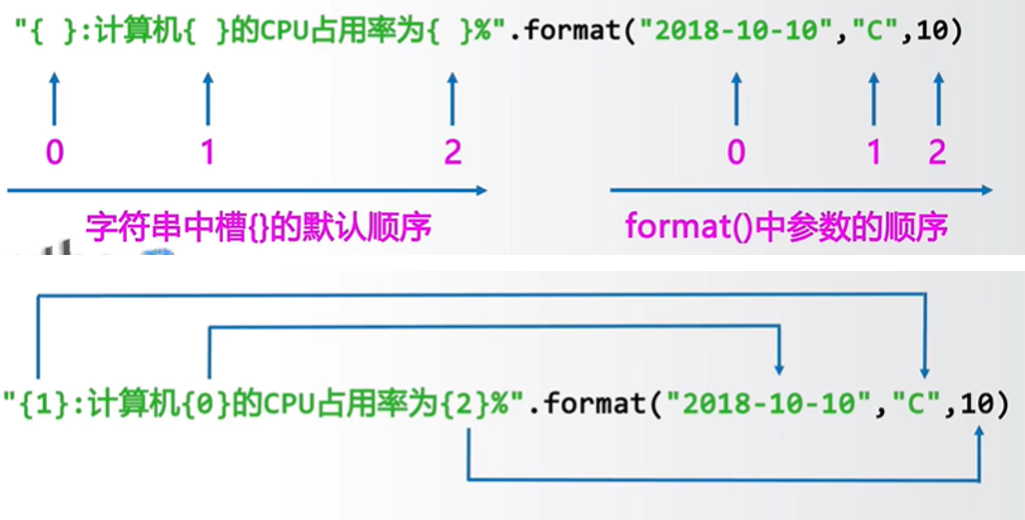 "{ }:计算机{ }的CPU占用率为{ }%".format("2018-10-10","C",10)
0 1 2 0 1 2
字符串中槽{}的默认顺序 format()中参数的顺序
"{1}:计算机{0}的CPU占用率为{2}%".format("2018-10-10","C",10)